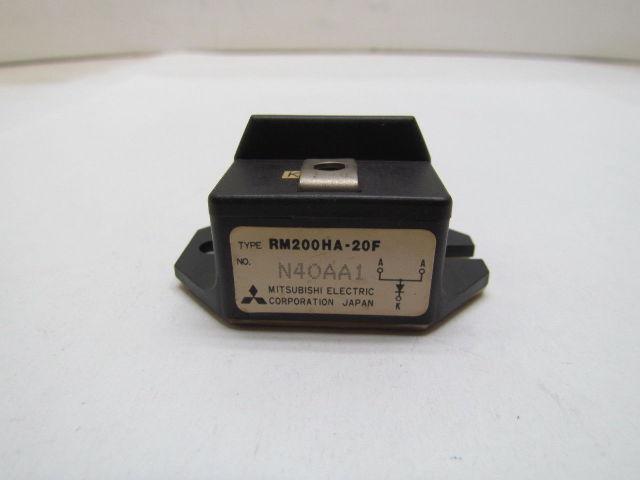 K
TYPE RM200HA-20F
NO. N40AA1
A A
K
MITSUBISHI ELECTRIC
CORPORATION JAPAN